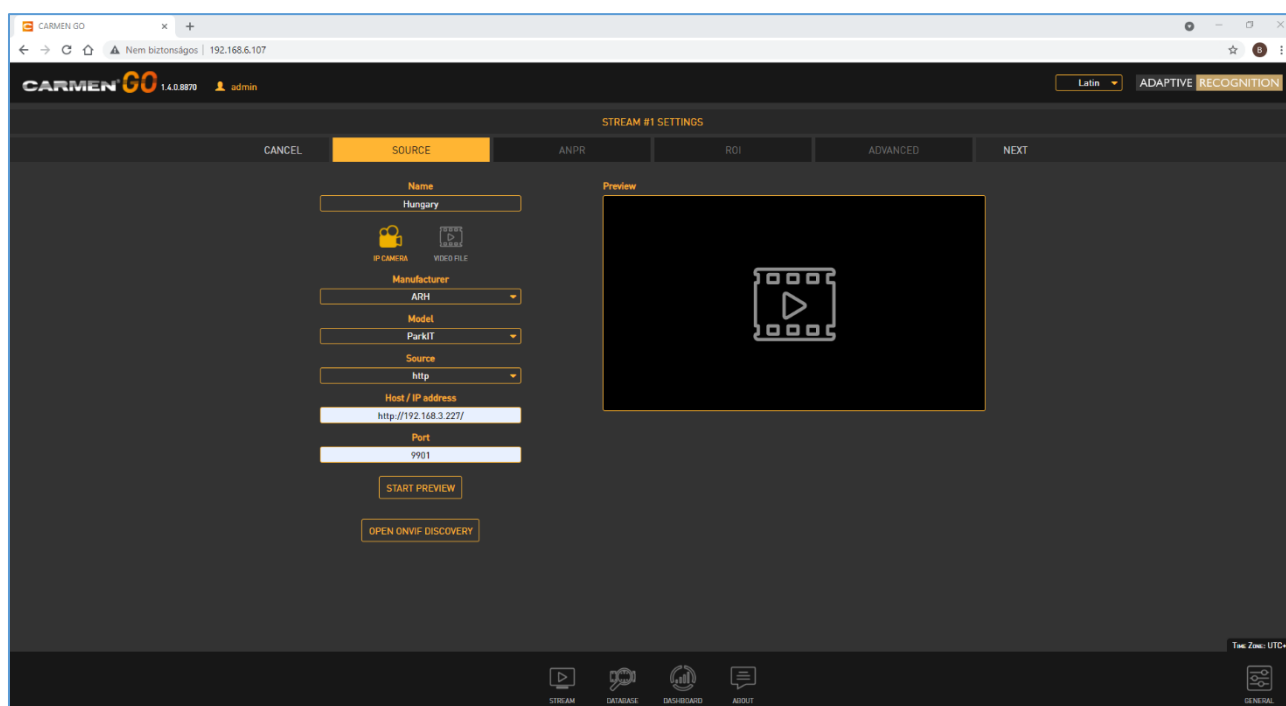 CARMEN GO
Nem biztonságos 192.168.6.107
B
CARMEN GO 1.4.0.8870 admin
Latin
ADAPTIVE RECOGNITION
STREAM #1 SETTINGS
CANCEL SOURCE ANPR ROI ADVANCED NEXT
Name
Hungary
IP CAMERA VIDEO FILE
Manufacturer
ARH
Model
ParkIT
Source
http
Host / IP address
http://192.168.3.227/
Port
9901
START PREVIEW
OPEN ONVIF DISCOVERY
Preview
Time Zone: UTC+
STREAM DATABASE DASHBOARD ABOUT GENERAL